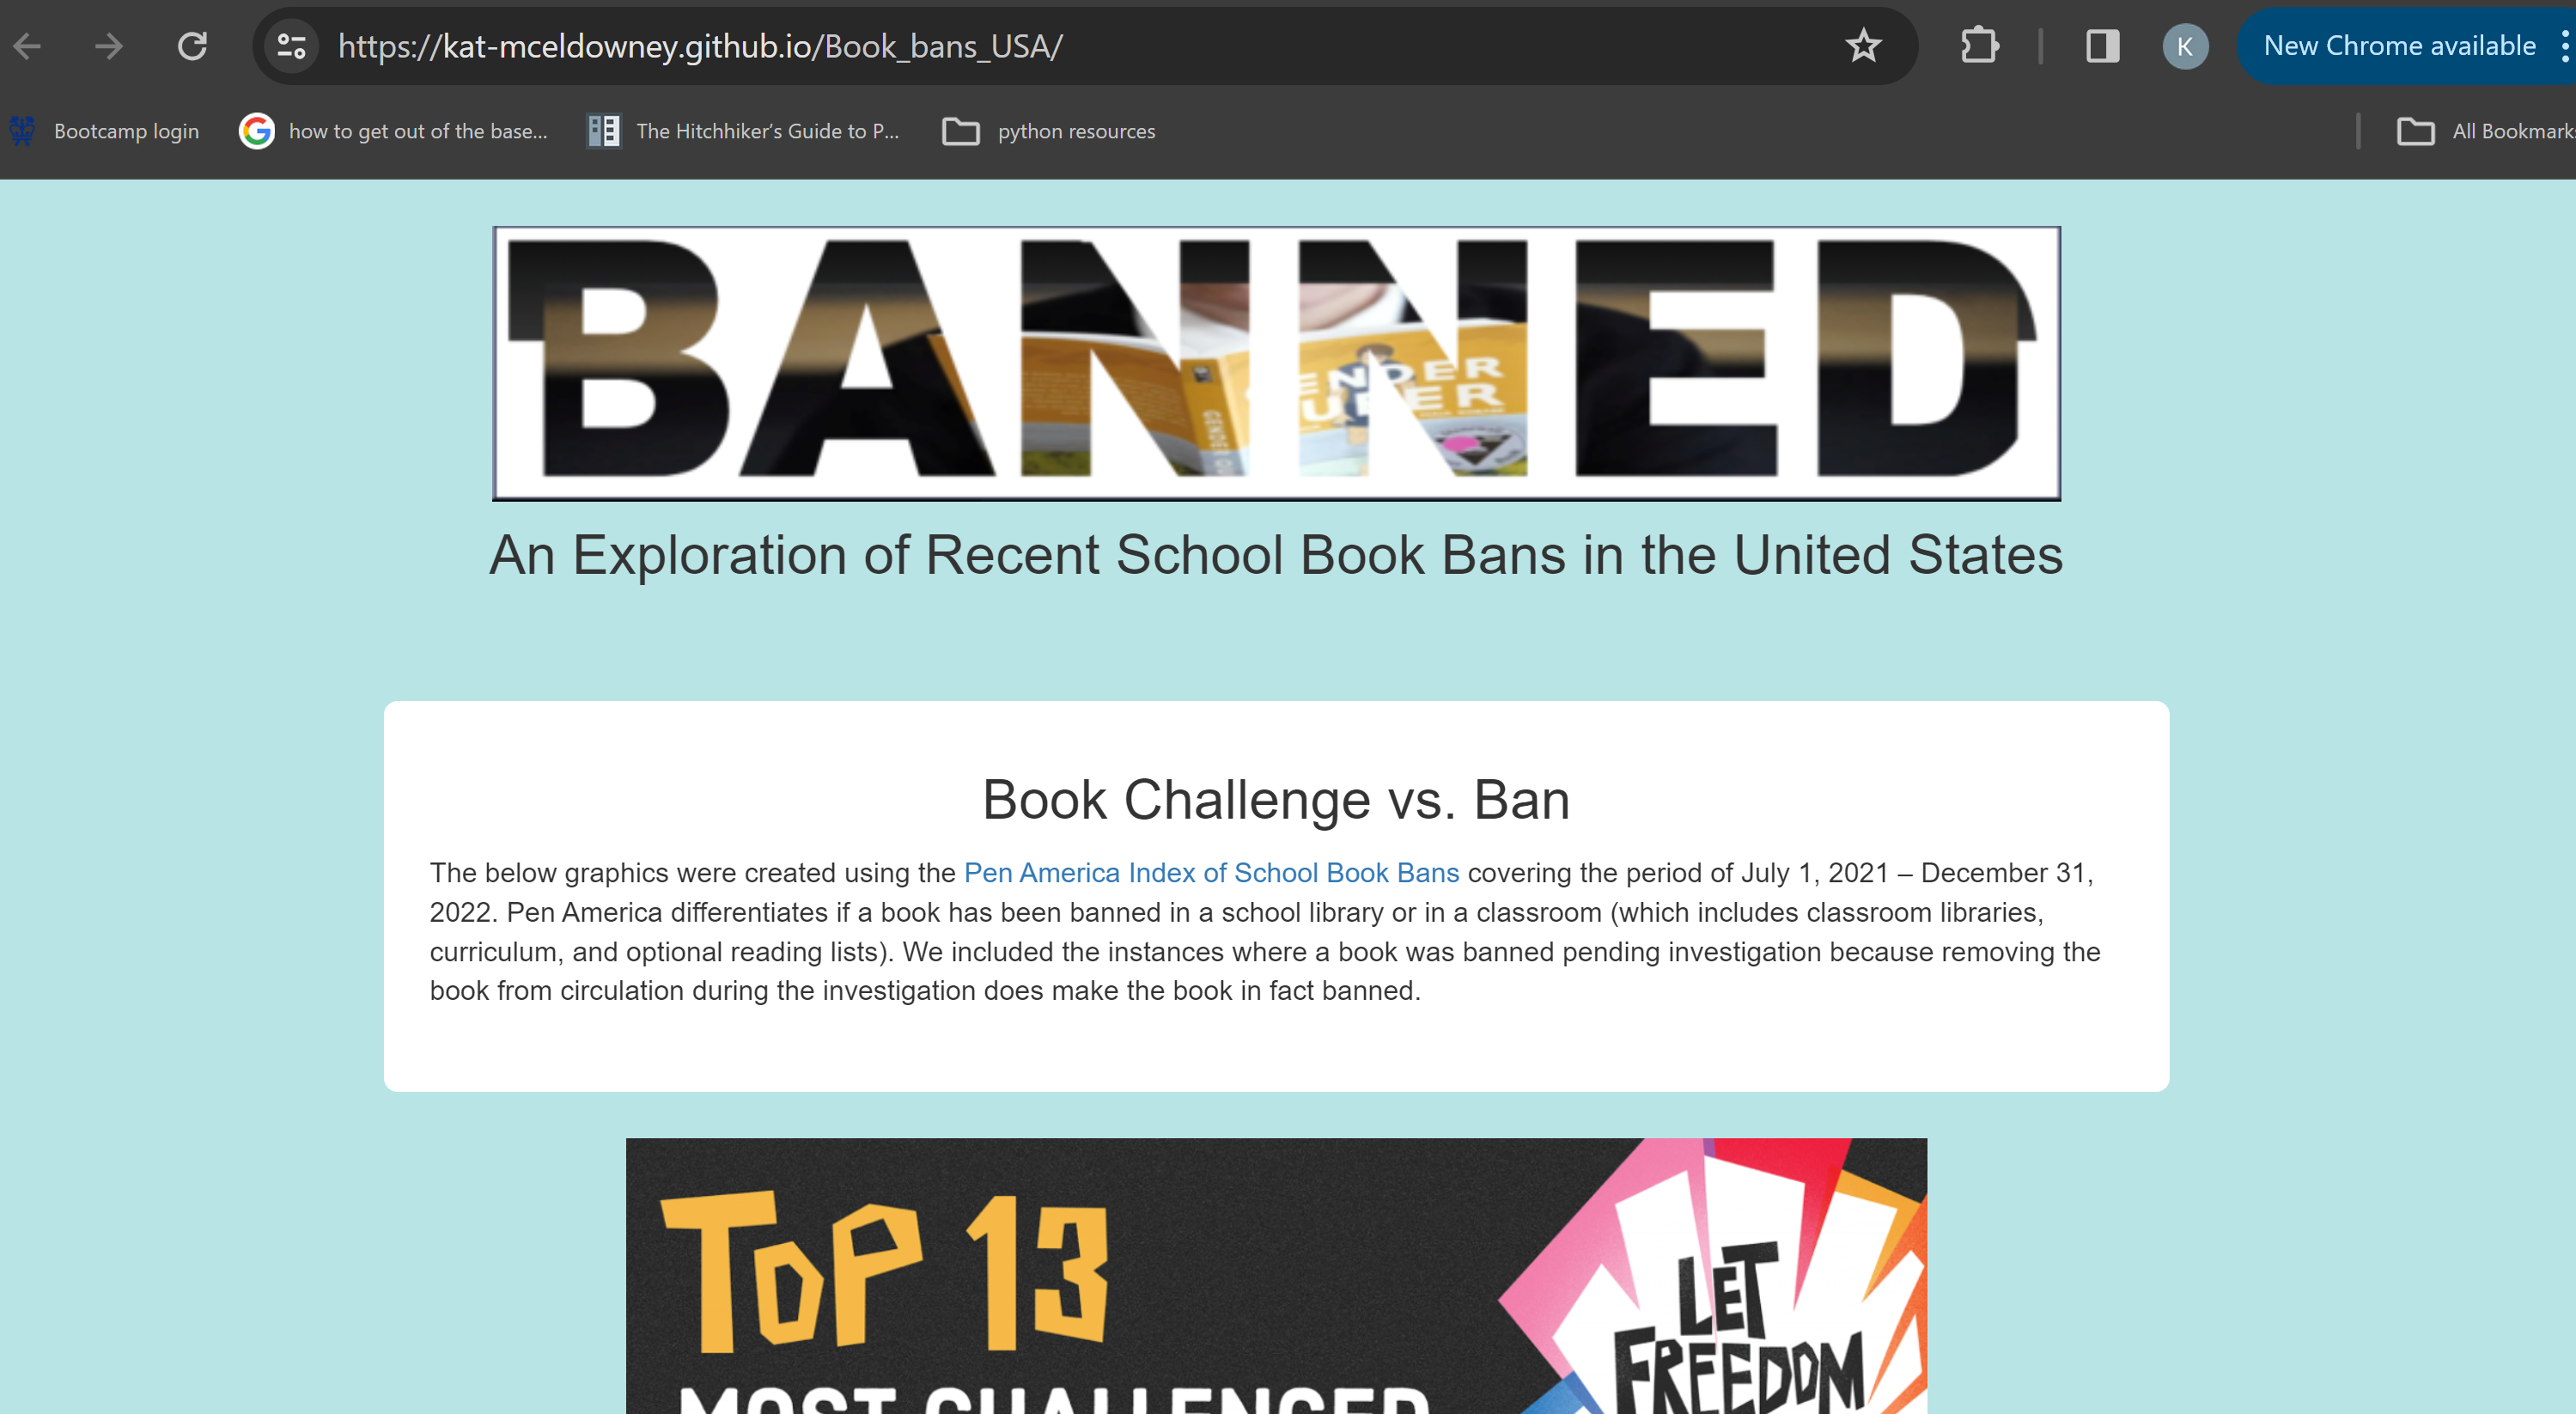 https://kat-mceldowney.github.io/Book_bans_USA/
K
New Chrome available
Bootcamp login
how to get out of the base...
The Hitchhiker's Guide to P...
python resources
All Bookmark
BANNED
An Exploration of Recent School Book Bans in the United States
Book Challenge vs. Ban
The below graphics were created using the Pen America Index of School Book Bans covering the period of July 1, 2021 – December 31,
2022. Pen America differentiates if a book has been banned in a school library or in a classroom (which includes classroom libraries,
curriculum, and optional reading lists). We included the instances where a book was banned pending investigation because removing the
book from circulation during the investigation does make the book in fact banned.
TOP 13
MOST CHALLENGED
LET
FREEDOM